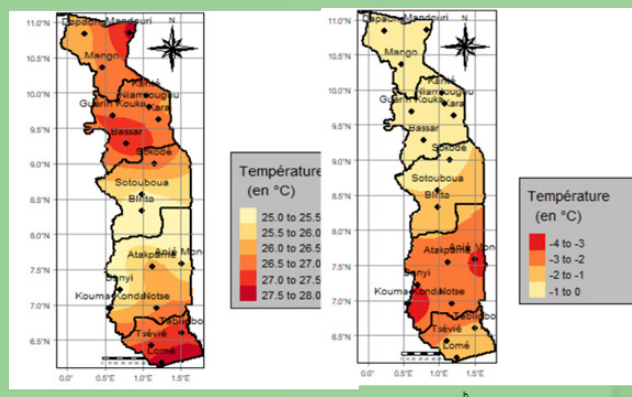 Dapaong Mandouri
N
11.0°N
Mango
10.5°N
Kanté
10.0°N
Niamtougou
Guérin Kouka
Kara
9.5°N
Bassar
Sokodé
9.0°N
Sotouboua
8.5°N
Blitta
8.0°N
Atakpamé Anié Mono
7.5°N
Danyi
7.0°N
Kouma-Konda Notse
6.5°N
Tsévié Tabligbo
Lomé
0.0° 0.5°E 1.0°E 1.5°E
Température
(en °C)
25.0 to 25.5
25.5 to 26.0
26.0 to 26.5
26.5 to 27.0
27.0 to 27.5
27.5 to 28.0
Dapaong Mandouri
N
11.0°N
Mango
10.5°N
Kanté
10.0°N
Niamtougou
Guérin Kouka
Kara
9.5°N
Bassar
9.0°N
Sokodé
Sotouboua
8.5°N
Blitta
8.0°N
Atakpamé Anié Mono
7.5°N
Danyi
7.0°N
Kouma-Konda Notse
6.5°N
Tsévié Tabligbo
Lomé
0.0° 0.5°E 1.0°E 1.5°E
Température
(en °C)
-4 to -3
-3 to -2
-2 to -1
-1 to 0
b